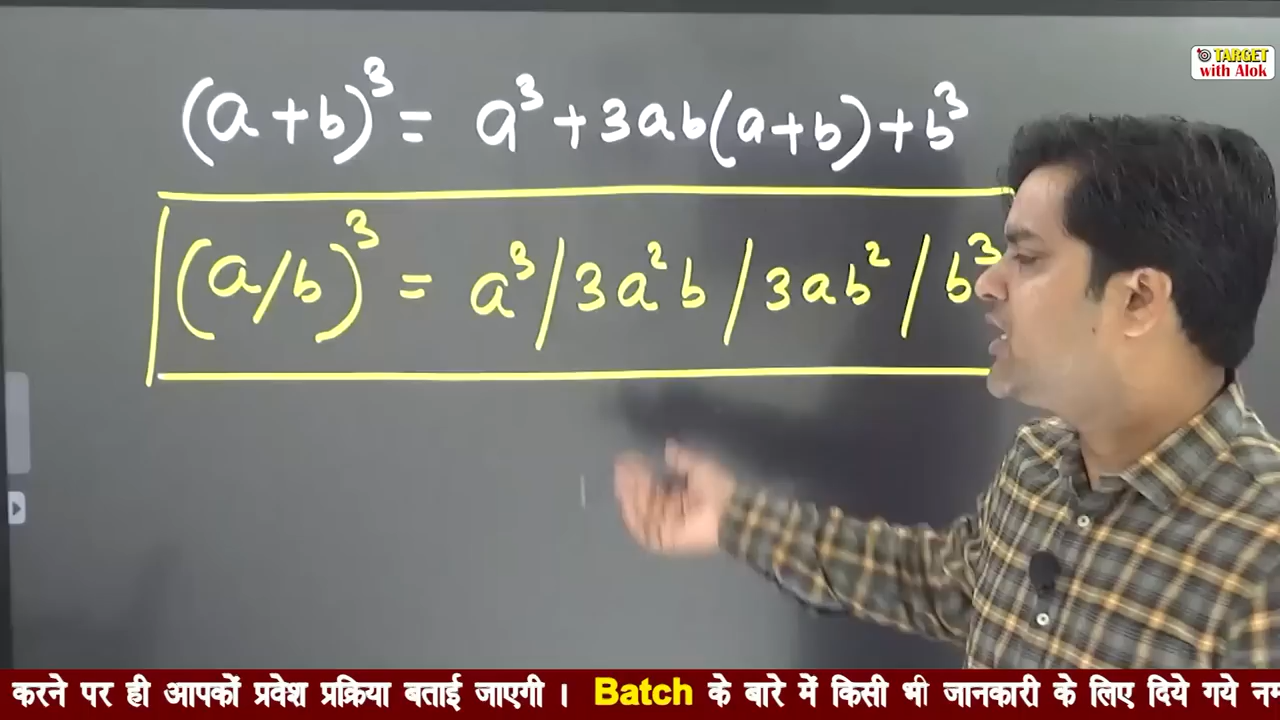 TARGET
with Alok
(a+b)³ = a³ + 3ab(a+b) + b³
(a/b)³ = a³/3a²b/3ab²/b³
करने पर ही आपकों प्रवेश प्रक्रिया बताई जाएगी । Batch के बारे में किसी भी जानकारी के लिए दिये गये